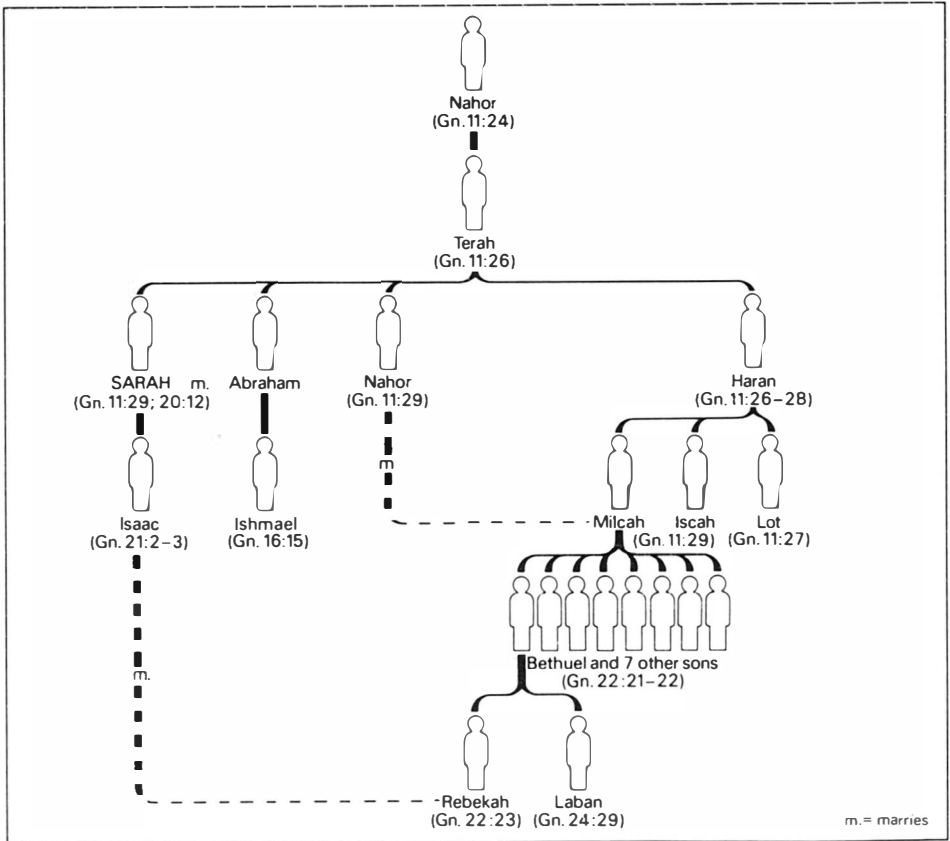 Nahor
(Gn. 11:24)
Terah
(Gn. 11:26)
SARAH m. Abraham
(Gn. 11:29; 20:12)
Nahor
(Gn. 11:29)
Haran
(Gn. 11:26–28)
m
Isaac
(Gn. 21:2–3)
Ishmael
(Gn. 16:15)
Milcah Iscah
(Gn. 11:29)
Lot
(Gn. 11:27)
Bethuel and 7 other sons
(Gn. 22:21–22)
m.
Rebekah
(Gn. 22:23)
Laban
(Gn. 24:29)
m.= marries